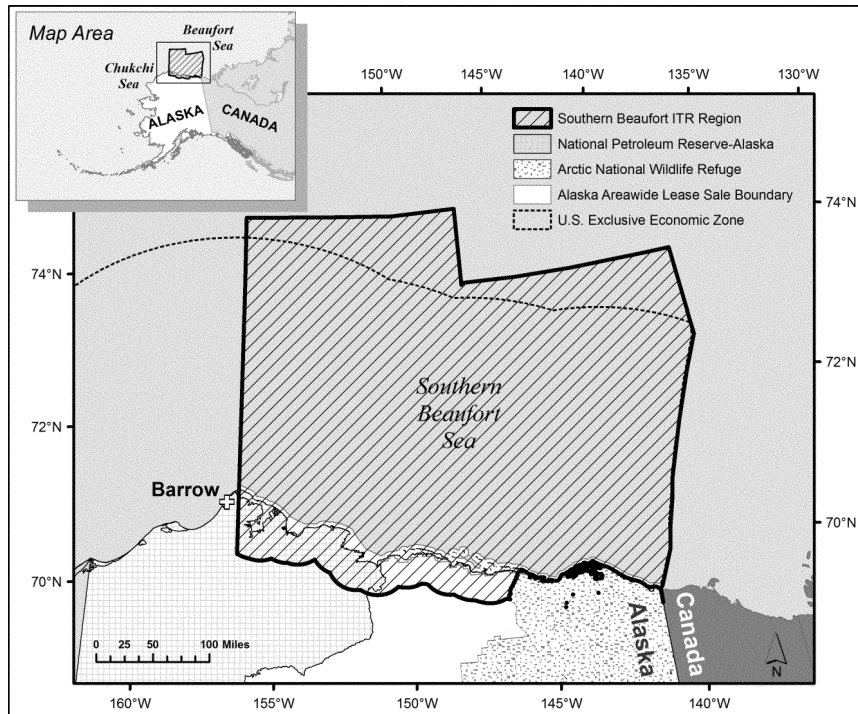 Map Area
Beaufort
Sea
Chukchi
Sea
ALASKA
CANADA
150°W
145°W
140°W
135°W
130°W
Southern Beaufort ITR Region
National Petroleum Reserve-Alaska
Arctic National Wildlife Refuge
Alaska Areawide Lease Sale Boundary
U.S. Exclusive Economic Zone
74°N
74°N
72°N
72°N
Southern
Beaufort
Sea
Barrow
70°N
70°N
Alaska
Canada
0 25 50 100 Miles
N
160°W
155°W
150°W
145°W
140°W